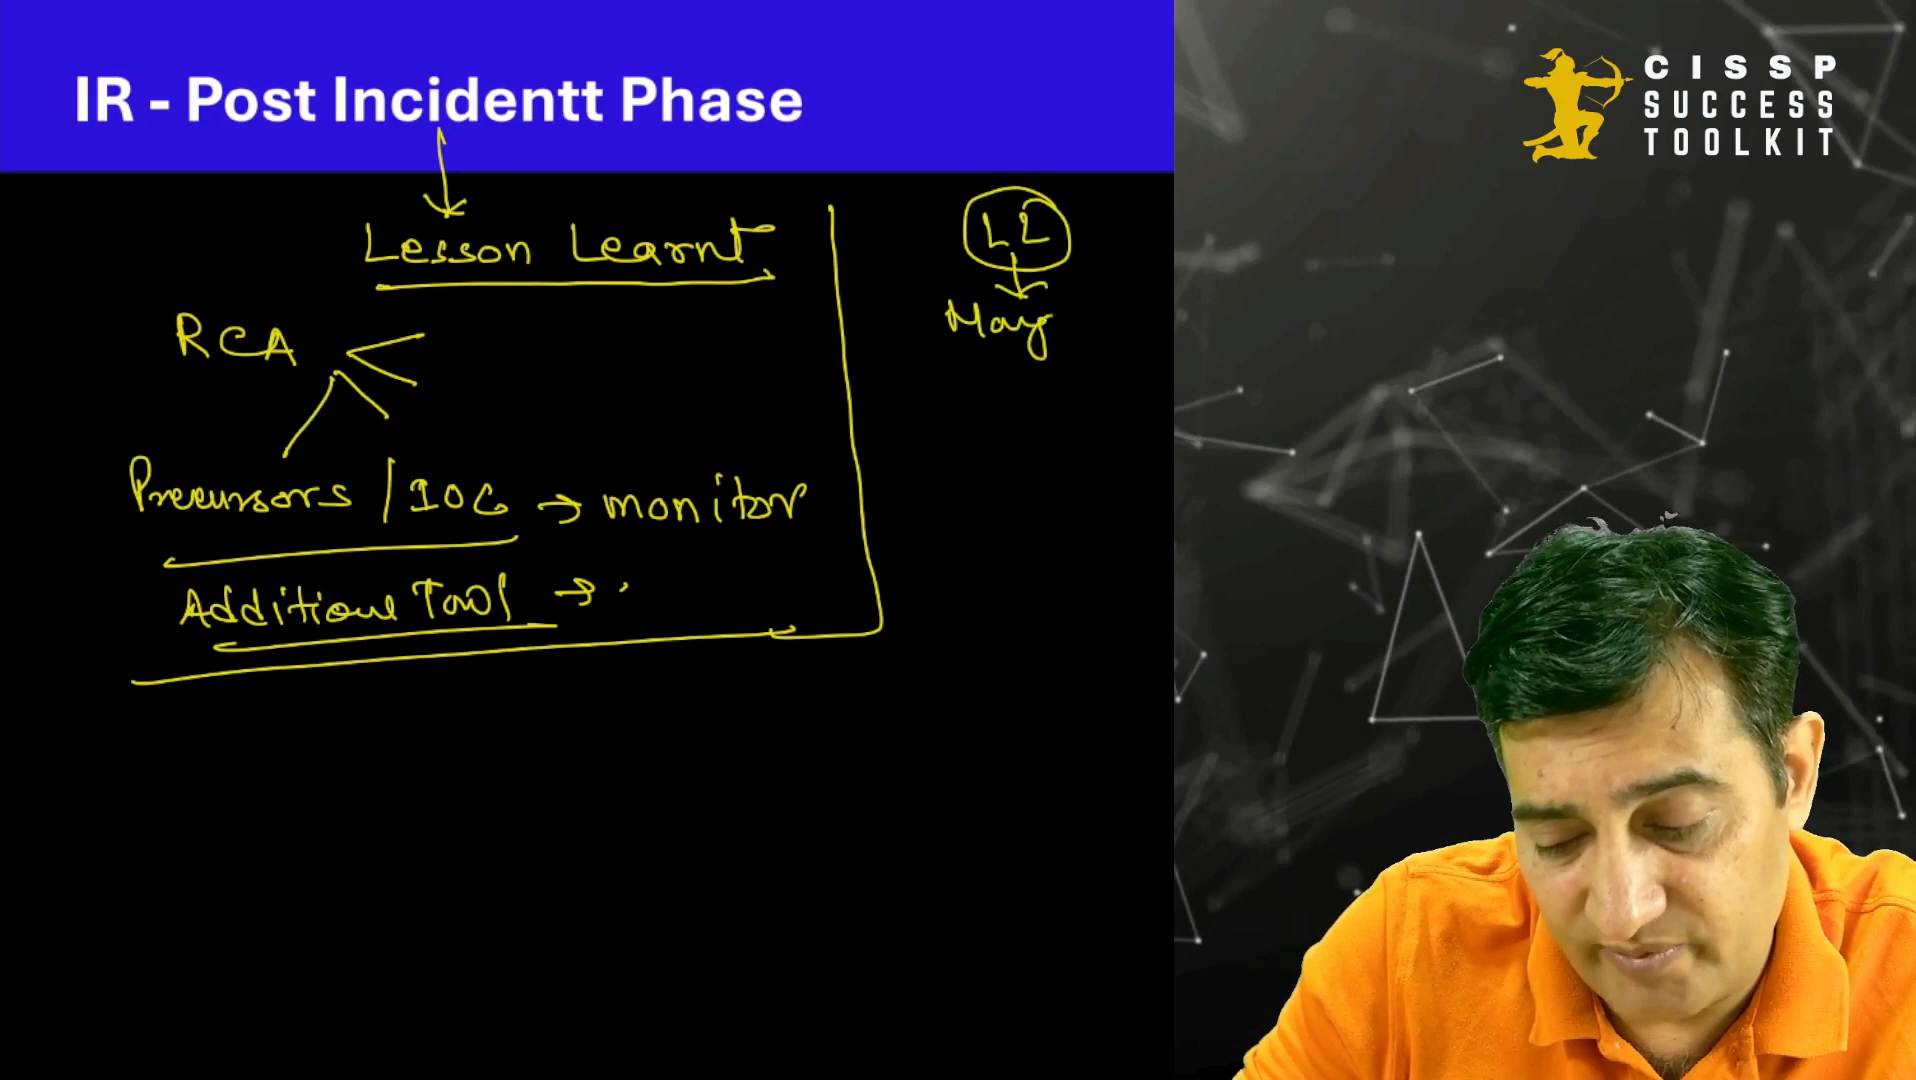 IR - Post Incidentt Phase
CISSP
SUCCESS
TOOLKIT
Lesson Learnt
LL
May
RCA
Precursors / IOC → monitor
Additional Tool →